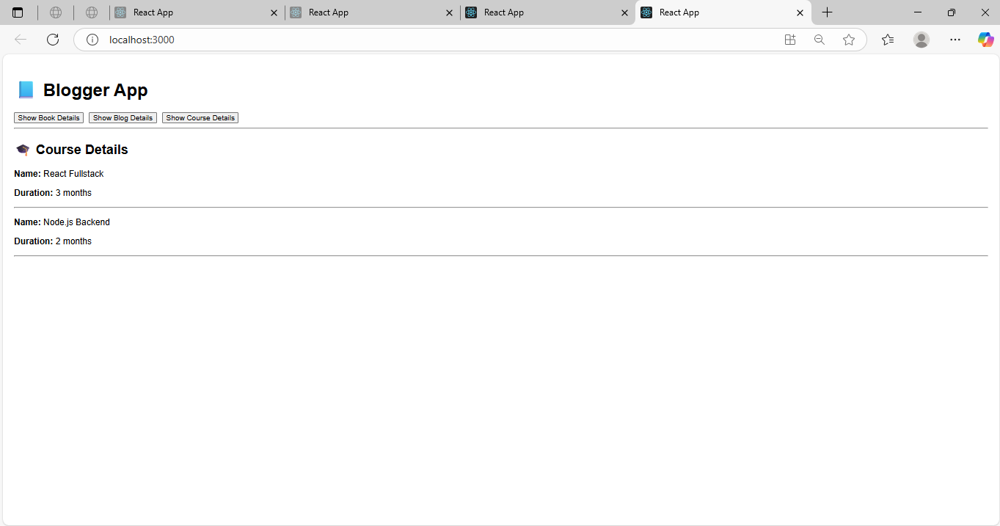 React App
React App
React App
React App
localhost:3000
📘 Blogger App
Show Book Details Show Blog Details Show Course Details
🎓 Course Details
Name: React Fullstack
Duration: 3 months
Name: Node.js Backend
Duration: 2 months